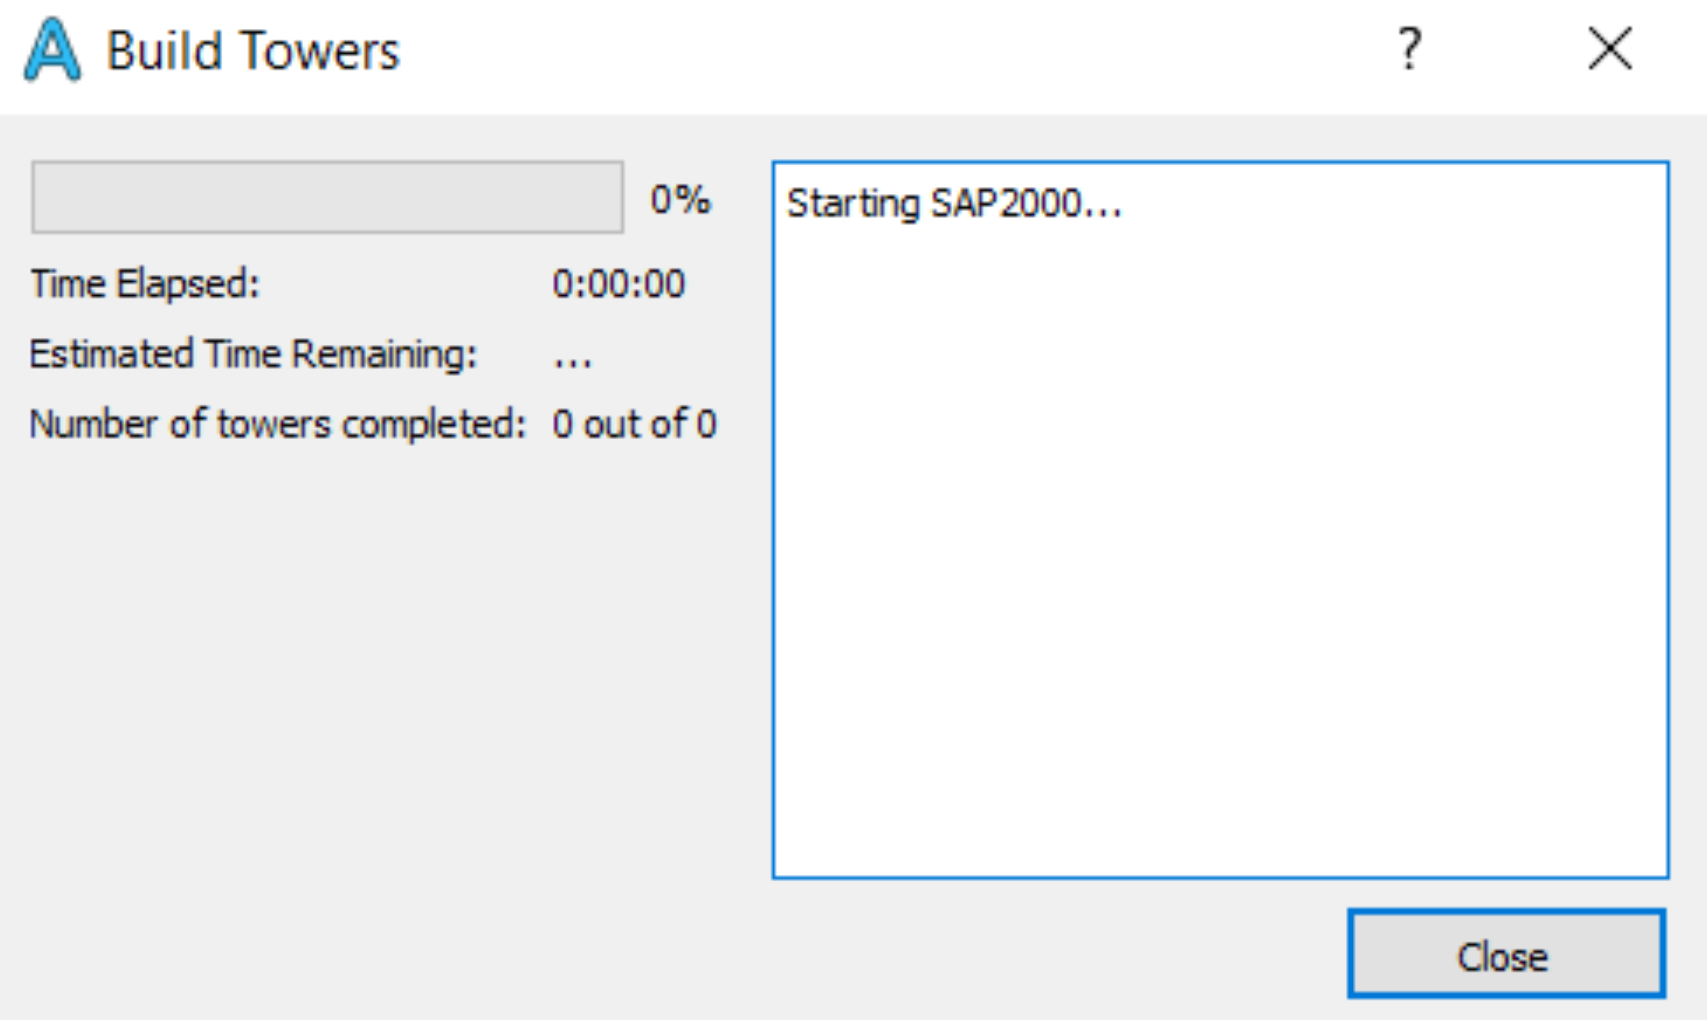 Build Towers
0%
Time Elapsed: 0:00:00
Estimated Time Remaining: ...
Number of towers completed: 0 out of 0
Starting SAP2000...
Close